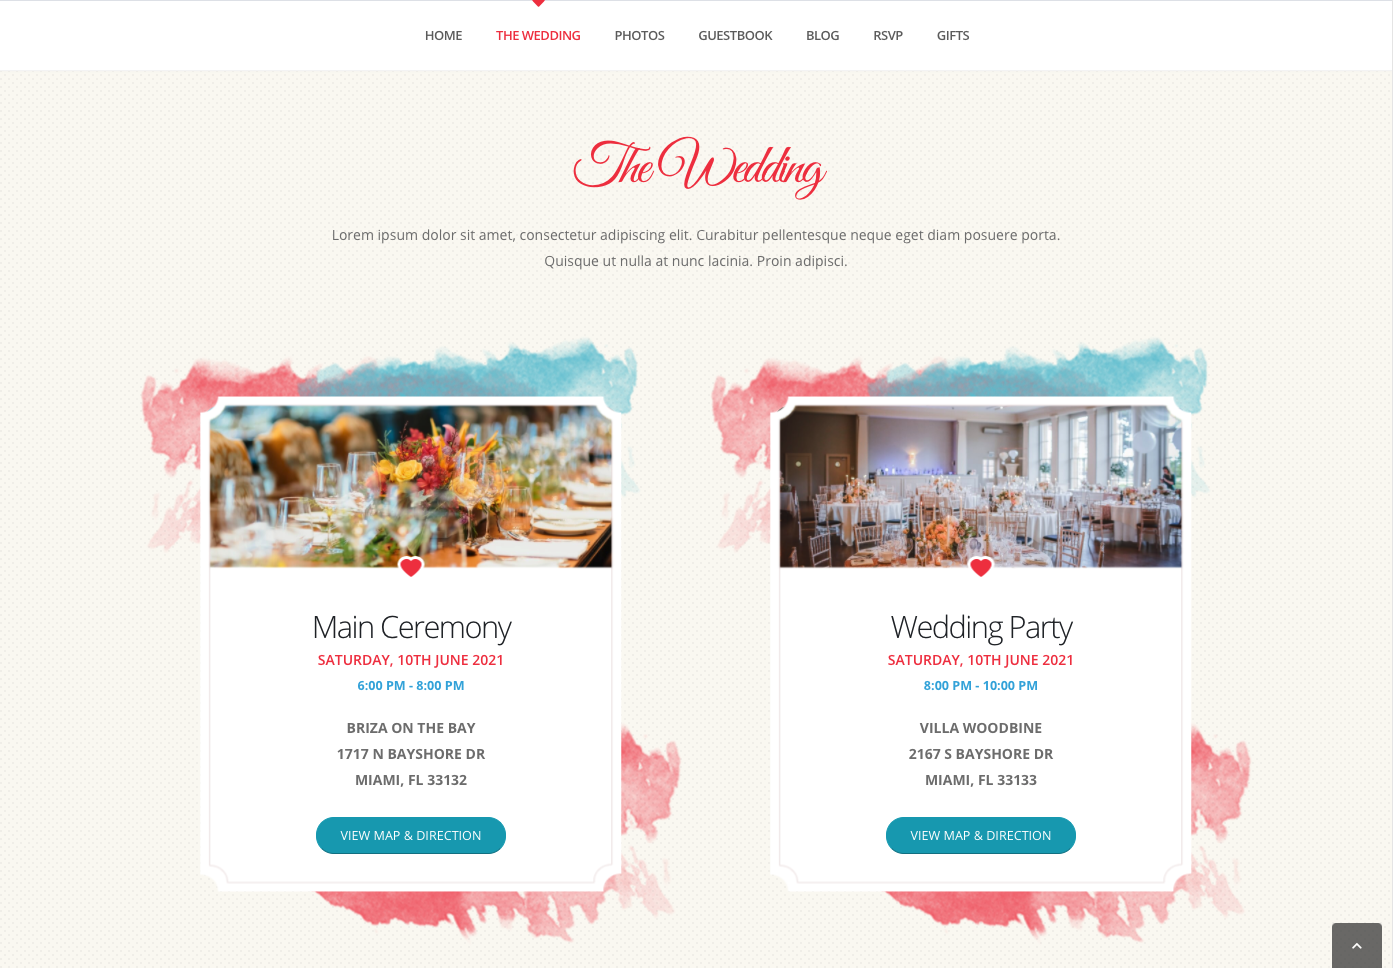 HOME THE WEDDING PHOTOS GUESTBOOK BLOG RSVP GIFTS
The Wedding
Lorem ipsum dolor sit amet, consectetur adipiscing elit. Curabitur pellentesque neque eget diam posuere porta.
Quisque ut nulla at nunc lacinia. Proin adipisci.
Main Ceremony
SATURDAY, 10TH JUNE 2021
6:00 PM - 8:00 PM
BRIZA ON THE BAY
1717 N BAYSHORE DR
MIAMI, FL 33132
VIEW MAP & DIRECTION
Wedding Party
SATURDAY, 10TH JUNE 2021
8:00 PM - 10:00 PM
VILLA WOODBINE
2167 S BAYSHORE DR
MIAMI, FL 33133
VIEW MAP & DIRECTION